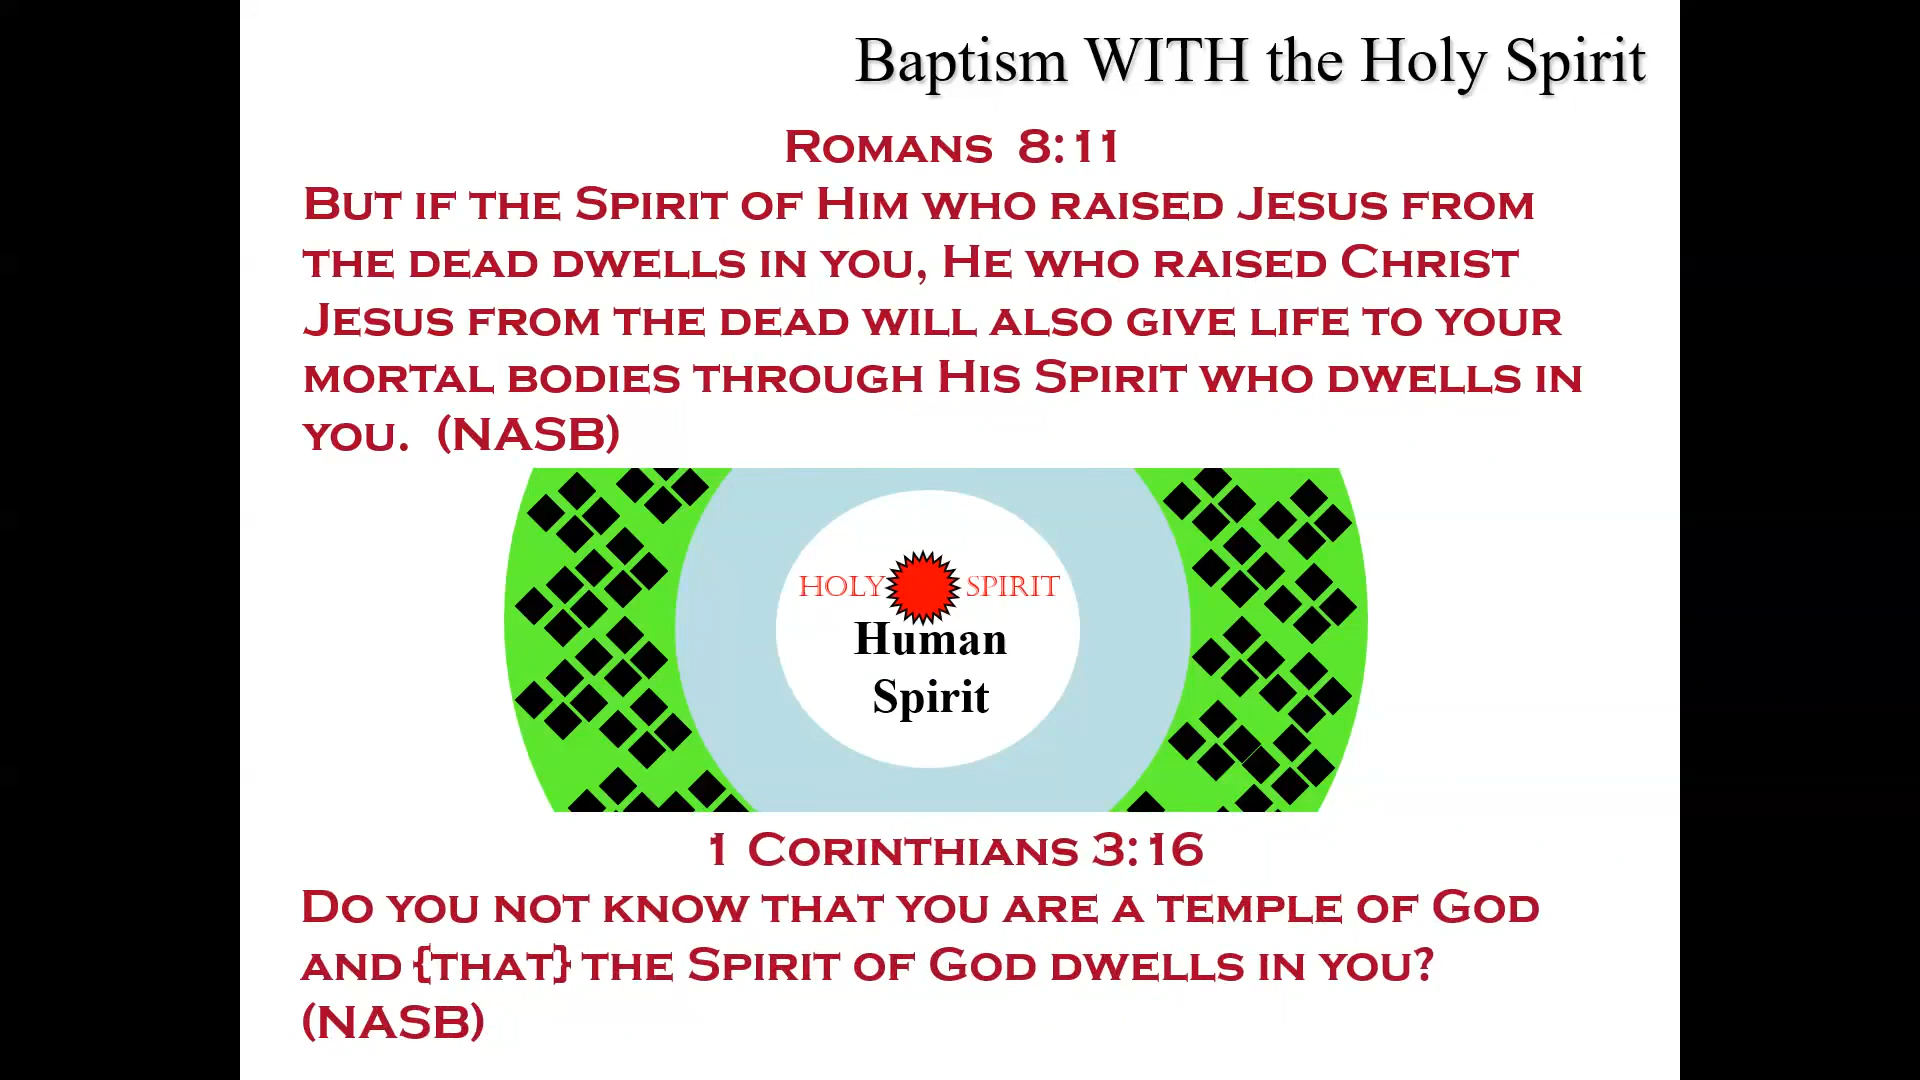 Baptism WITH the Holy Spirit
Romans 8:11
But if the Spirit of Him who raised Jesus from
the dead dwells in you, He who raised Christ
Jesus from the dead will also give life to your
mortal bodies through His Spirit who dwells in
you. (NASB)
HOLY SPIRIT
Human
Spirit
1 Corinthians 3:16
Do you not know that you are a temple of God
and {that} the Spirit of God dwells in you?
(NASB)